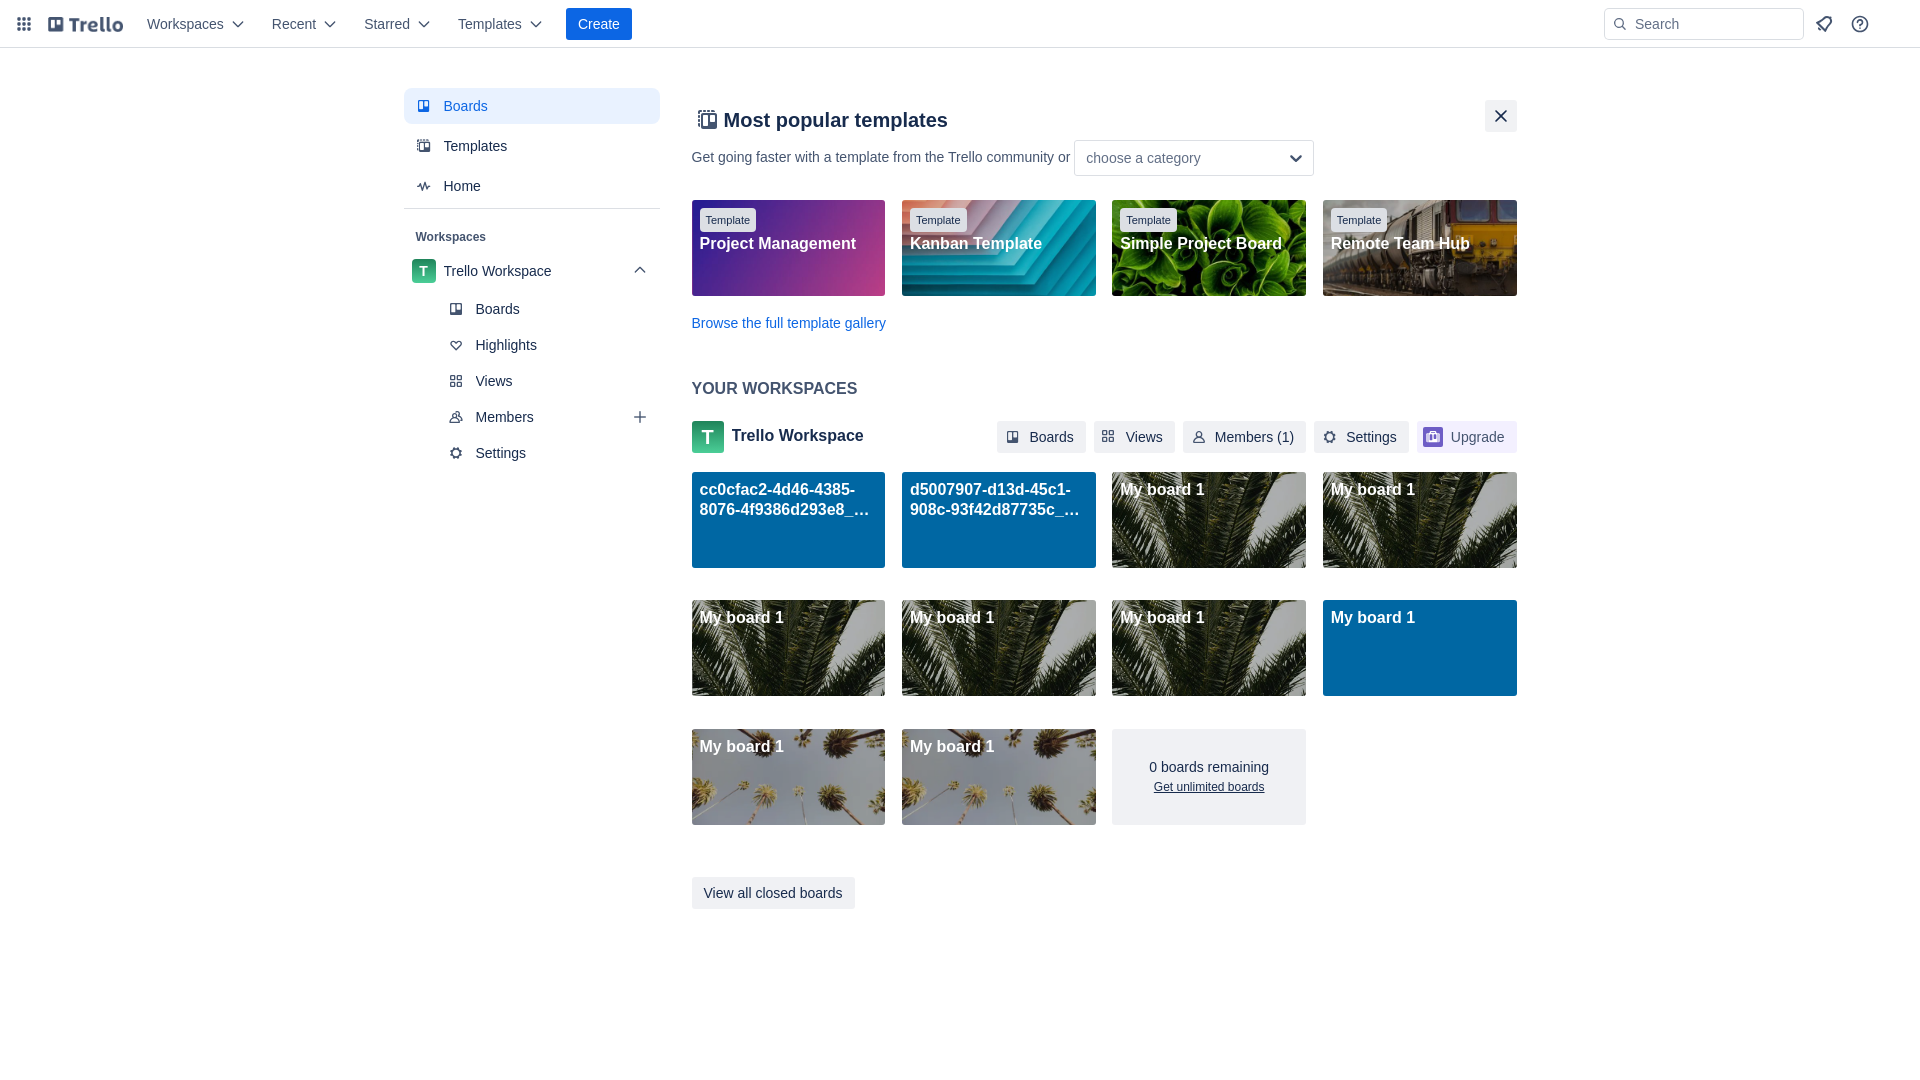 Trello
Workspaces
Recent
Starred
Templates
Create
Search
Boards
Templates
Home
Workspaces
T
Trello Workspace
Boards
Highlights
Views
Members
Settings
Most popular templates
Get going faster with a template from the Trello community or
choose a category
Template
Project Management
Template
Kanban Template
Template
Simple Project Board
Template
Remote Team Hub
Browse the full template gallery
YOUR WORKSPACES
T
Trello Workspace
Boards
Views
Members (1)
Settings
Upgrade
cc0cfac2-4d46-4385-
8076-4f9386d293e8_...
d5007907-d13d-45c1-
908c-93f42d87735c_...
My board 1
My board 1
My board 1
My board 1
My board 1
My board 1
My board 1
My board 1
0 boards remaining
Get unlimited boards
View all closed boards